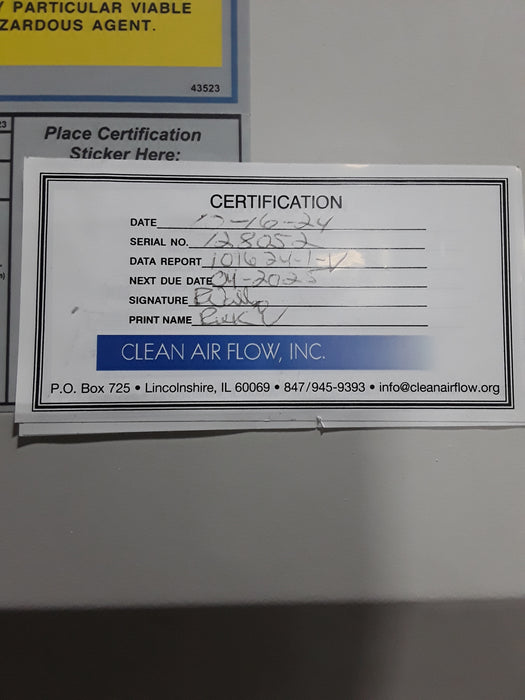 Y PARTICULAR VIABLE
ZARDOUS AGENT.
43523
Place Certification
Sticker Here:
CERTIFICATION
DATE 10-16-24
SERIAL NO. 128052
DATA REPORT 101624-1-V
NEXT DUE DATE 04-2025
SIGNATURE
PRINT NAME Rick V
CLEAN AIR FLOW, INC.
P.O. Box 725 • Lincolnshire, IL 60069 • 847/945-9393 • info@cleanairflow.org